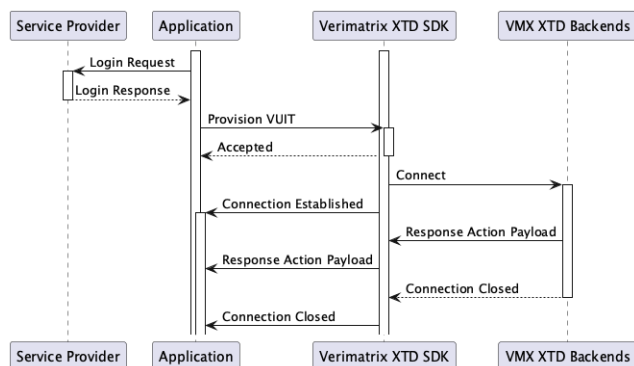 Service Provider
Application
Verimatrix XTD SDK
VMX XTD Backends
Login Request
Login Response
Provision VUIT
Accepted
Connect
Connection Established
Response Action Payload
Response Action Payload
Connection Closed
Connection Closed
Service Provider
Application
Verimatrix XTD SDK
VMX XTD Backends